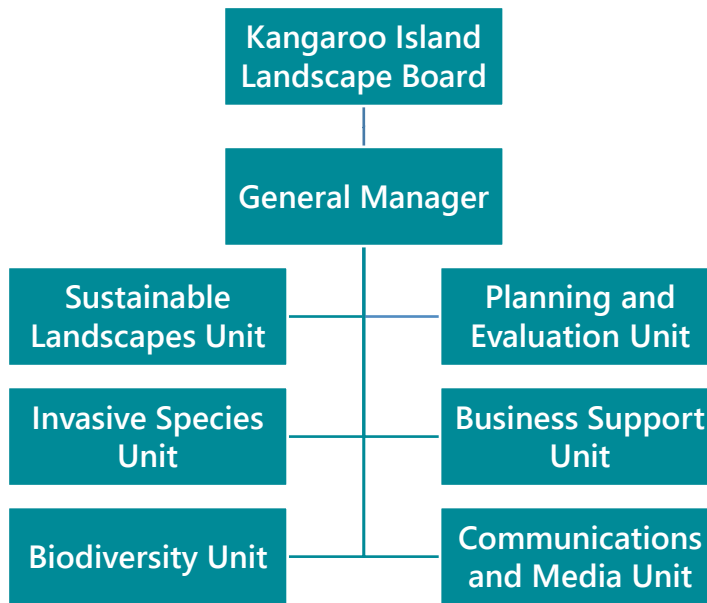 Kangaroo Island
Landscape Board
General Manager
Sustainable
Landscapes Unit
Planning and
Evaluation Unit
Invasive Species
Unit
Business Support
Unit
Biodiversity Unit
Communications
and Media Unit